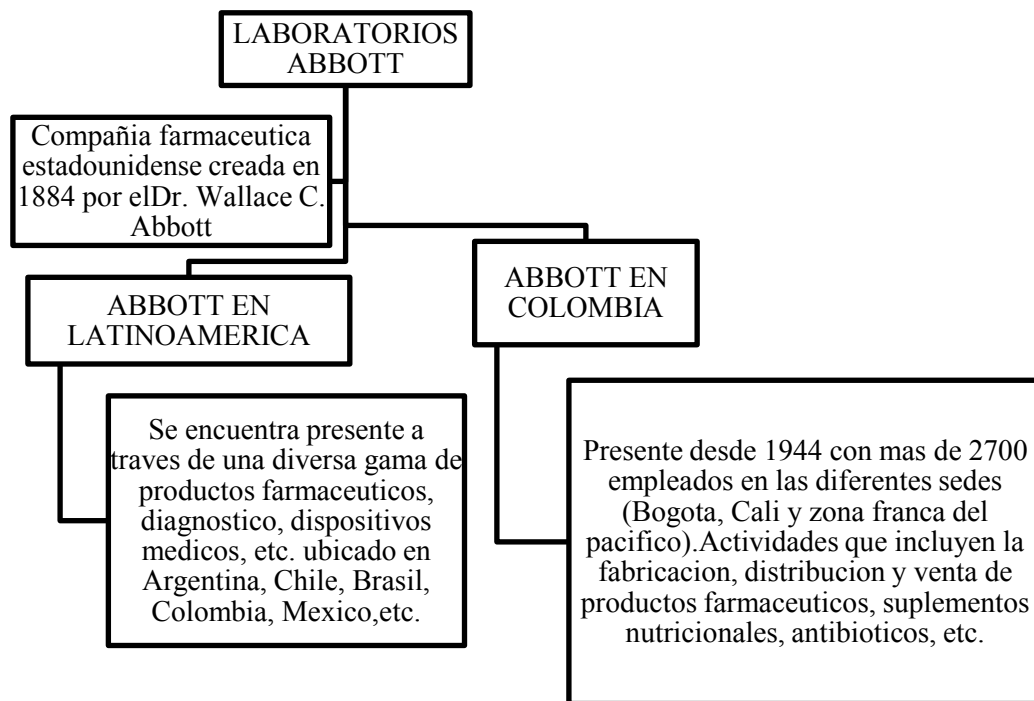 LABORATORIOS
ABBOTT
Compañia farmaceutica
estadounidense creada en
1884 por elDr. Wallace C.
Abbott
ABBOTT EN
LATINOAMERICA
Se encuentra presente a
traves de una diversa gama de
productos farmaceuticos,
diagnostico, dispositivos
medicos, etc. ubicado en
Argentina, Chile, Brasil,
Colombia, Mexico,etc.
ABBOTT EN
COLOMBIA
Presente desde 1944 con mas de 2700
empleados en las diferentes sedes
(Bogota, Cali y zona franca del
pacifico).Actividades que incluyen la
fabricacion, distribucion y venta de
productos farmaceuticos, suplementos
nutricionales, antibioticos, etc.